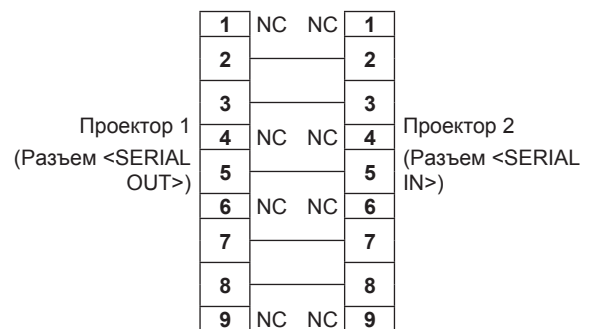 1 NC NC 1
2 2
3 3
Проектор 1
(Разъем <SERIAL
OUT>)
4 NC NC 4
Проектор 2
(Разъем <SERIAL
IN>)
5 5
6 NC NC 6
7 7
8 8
9 NC NC 9